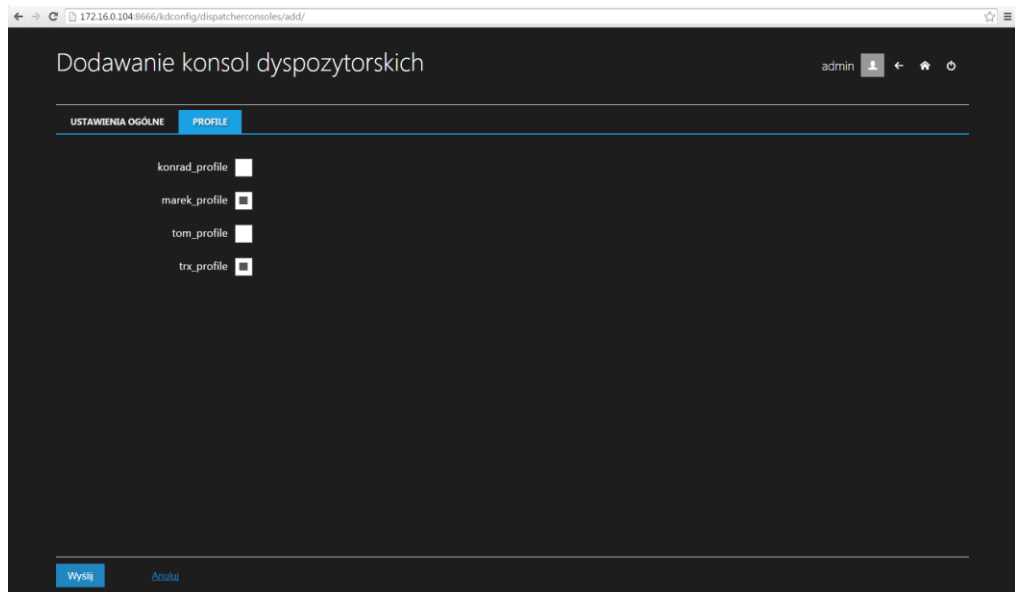 172.16.0.104:8666/kdconfig/dispatcherconsoles/add/
Dodawanie konsol dyspozytorskich
admin
USTAWIENIA OGÓLNE PROFILE
konrad_profile
marek_profile
tom_profile
trx_profile
Wyślij Anuluj